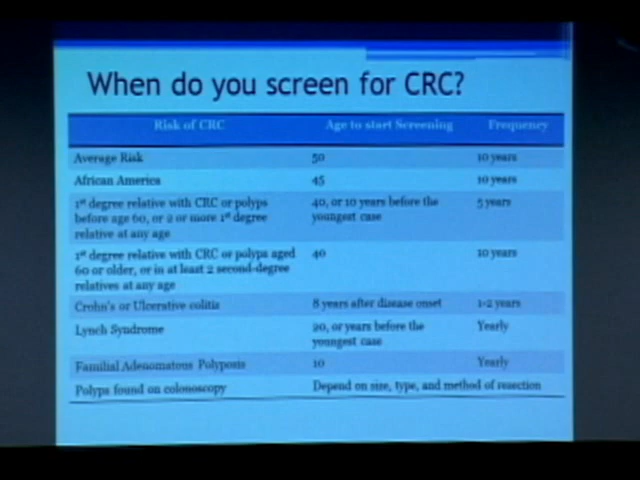 When do you screen for CRC?
Risk of CRC Age to start Screening Frequency
Average Risk 50 10 years
African America 45 10 years
1st degree relative with CRC or polyps 40, or 10 years before the 5 years
before age 60, or 2 or more 1st degree youngest case
relative at any age
1st degree relative with CRC or polyps aged 40 10 years
60 or older, or in at least 2 second-degree
relatives at any age
Crohn's or Ulcerative colitis 8 years after disease onset 1-2 years
Lynch Syndrome 20, or years before the Yearly
youngest case
Familial Adenomatous Polyposis 10 Yearly
Polyps found on colonoscopy Depend on size, type, and method of resection